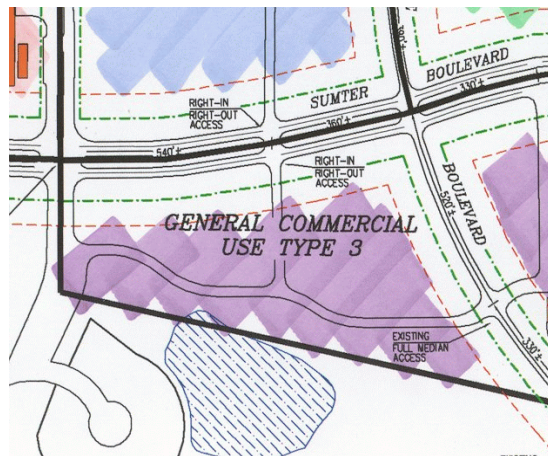 RIGHT-IN
RIGHT-OUT
ACCESS
SUMTER
BOULEVARD
330'±
360'±
540'±
RIGHT-IN
RIGHT-OUT
ACCESS
BOULEVARD
520'±
GENERAL COMMERCIAL
USE TYPE 3
EXISTING
FULL MEDIAN
ACCESS
330'±